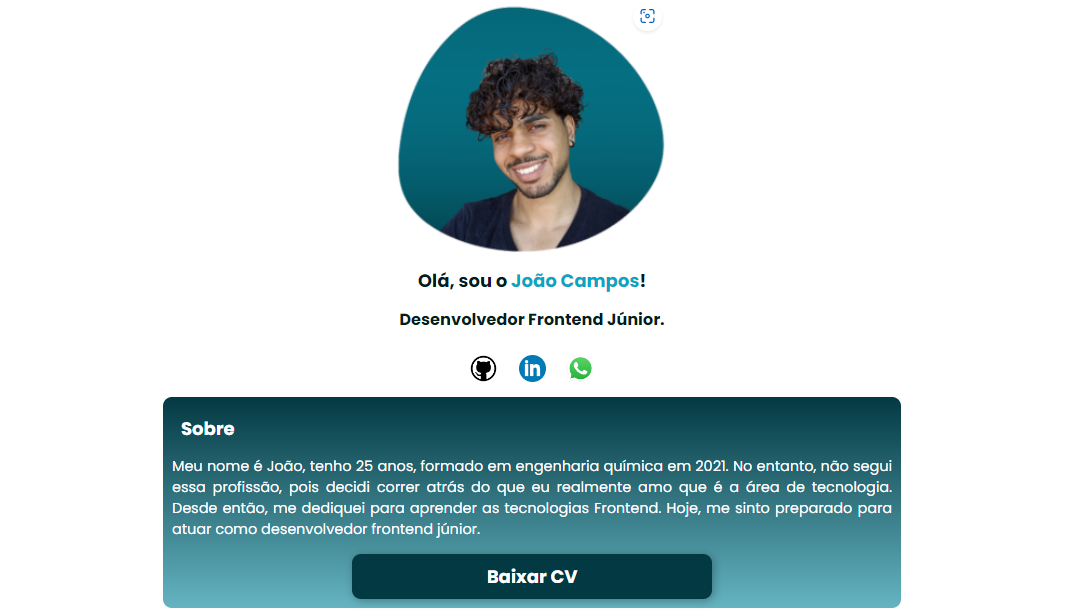 Olá, sou o João Campos!
Desenvolvedor Frontend Júnior.
in
Sobre
Meu nome é João, tenho 25 anos, formado em engenharia química em 2021. No entanto, não segui
essa profissão, pois decidi correr atrás do que eu realmente amo que é a área de tecnologia.
Desde então, me dediquei para aprender as tecnologias Frontend. Hoje, me sinto preparado para
atuar como desenvolvedor frontend júnior.
Baixar CV